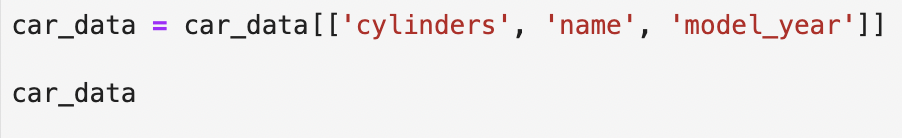 car_data = car_data[['cylinders', 'name', 'model_year']]
car_data